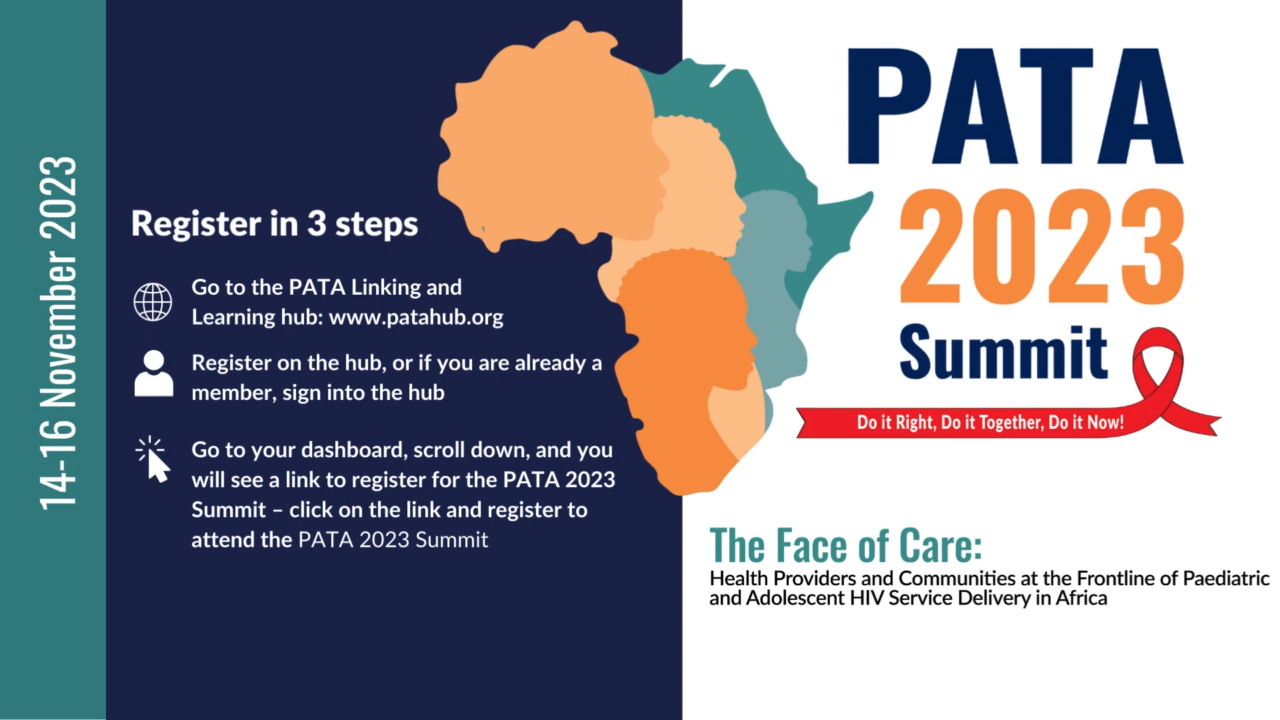 14-16 November 2023
Register in 3 steps
Go to the PATA Linking and
Learning hub: www.patahub.org
Register on the hub, or if you are already a
member, sign into the hub
Go to your dashboard, scroll down, and you
will see a link to register for the PATA 2023
Summit – click on the link and register to
attend the PATA 2023 Summit
PATA
2023
Summit
Do it Right, Do it Together, Do it Now!
The Face of Care:
Health Providers and Communities at the Frontline of Paediatric
and Adolescent HIV Service Delivery in Africa